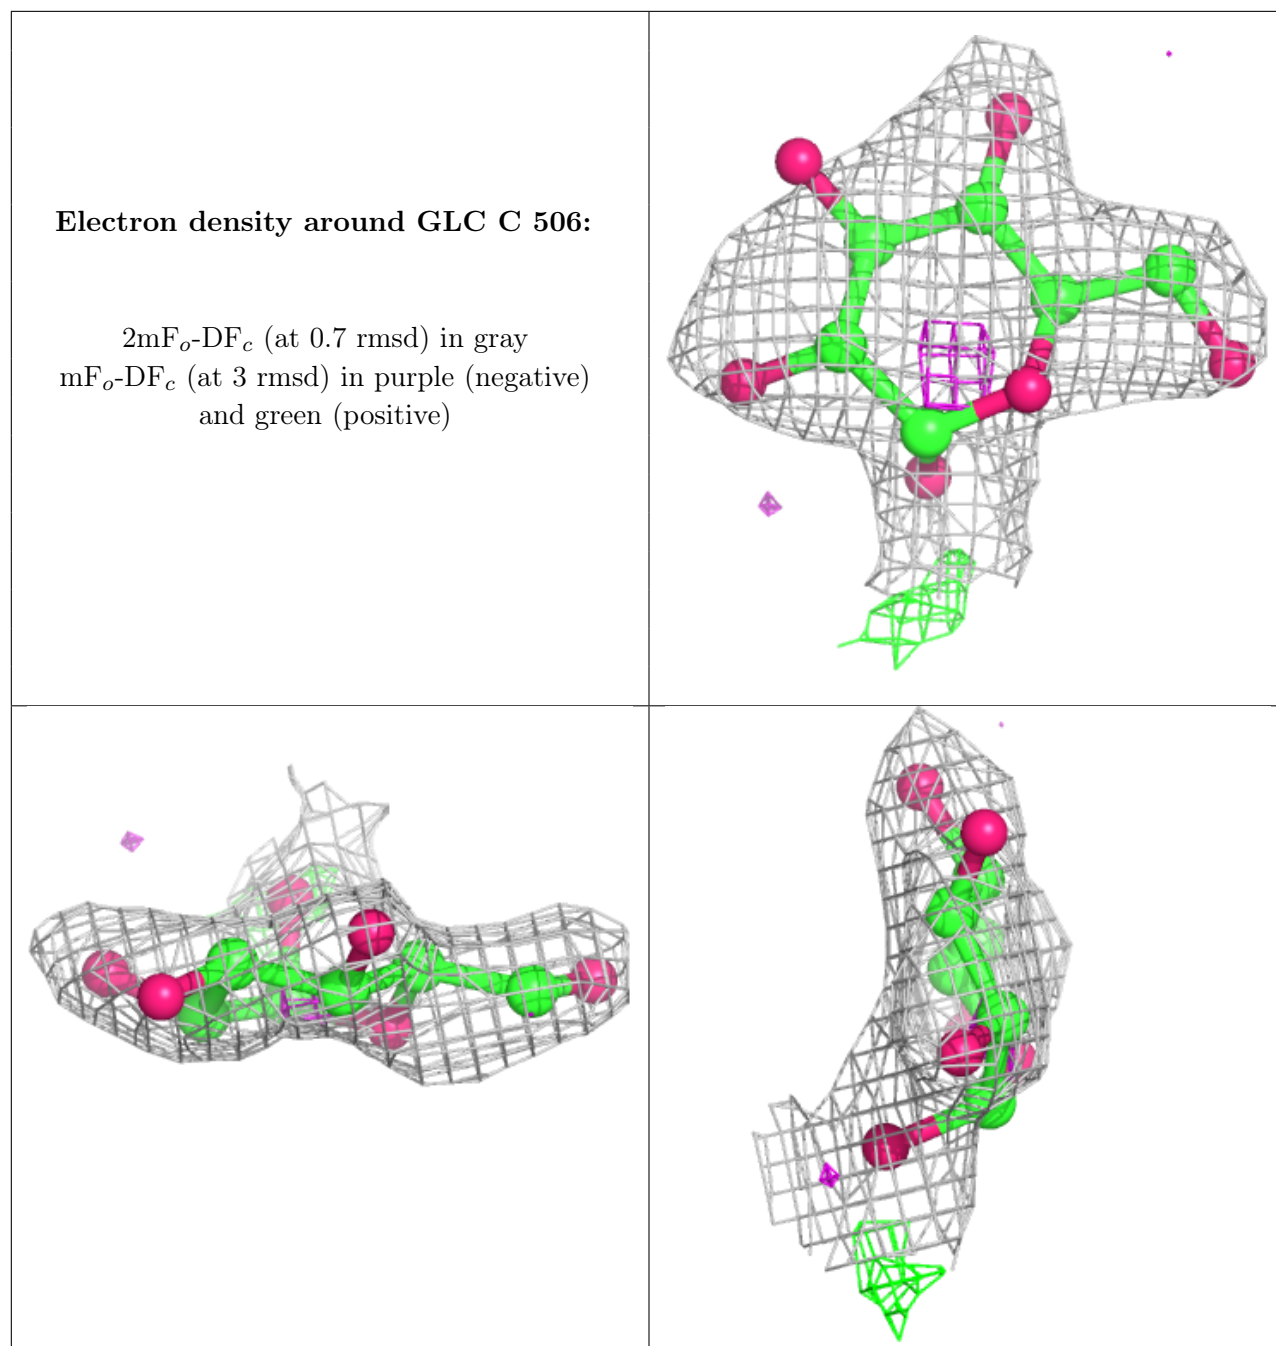 Electron density around GLC C 506:
2mFo-DFc (at 0.7 rmsd) in gray
mFo-DFc (at 3 rmsd) in purple (negative)
and green (positive)